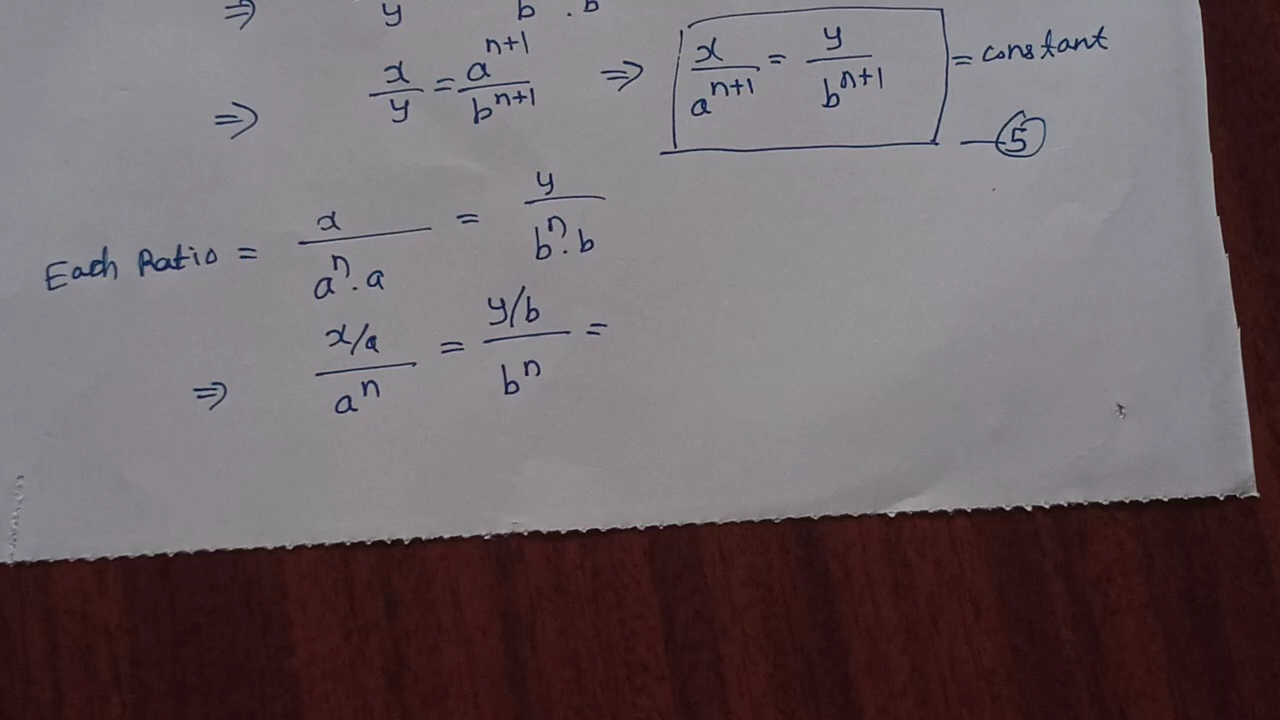 ⇒ y b . b
⇒ x/y = a^(n+1)/b^(n+1) ⇒ x/a^(n+1) = y/b^(n+1) = constant —⑤
Each Ratio = x/(a^n . a) = y/(b^n . b)
⇒ (x/a)/a^n = (y/b)/b^n =